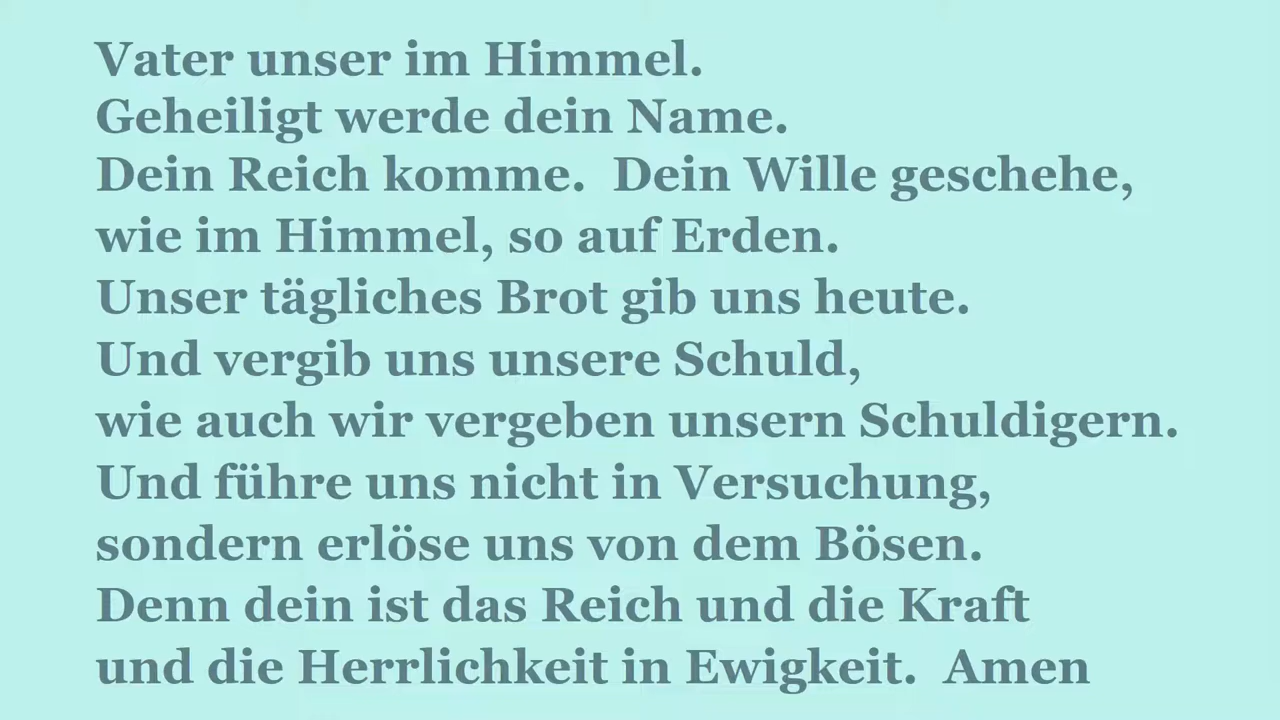 Vater unser im Himmel.
Geheiligt werde dein Name.
Dein Reich komme.  Dein Wille geschehe,
wie im Himmel, so auf Erden.
Unser tägliches Brot gib uns heute.
Und vergib uns unsere Schuld,
wie auch wir vergeben unsern Schuldigern.
Und führe uns nicht in Versuchung,
sondern erlöse uns von dem Bösen.
Denn dein ist das Reich und die Kraft
und die Herrlichkeit in Ewigkeit.  Amen